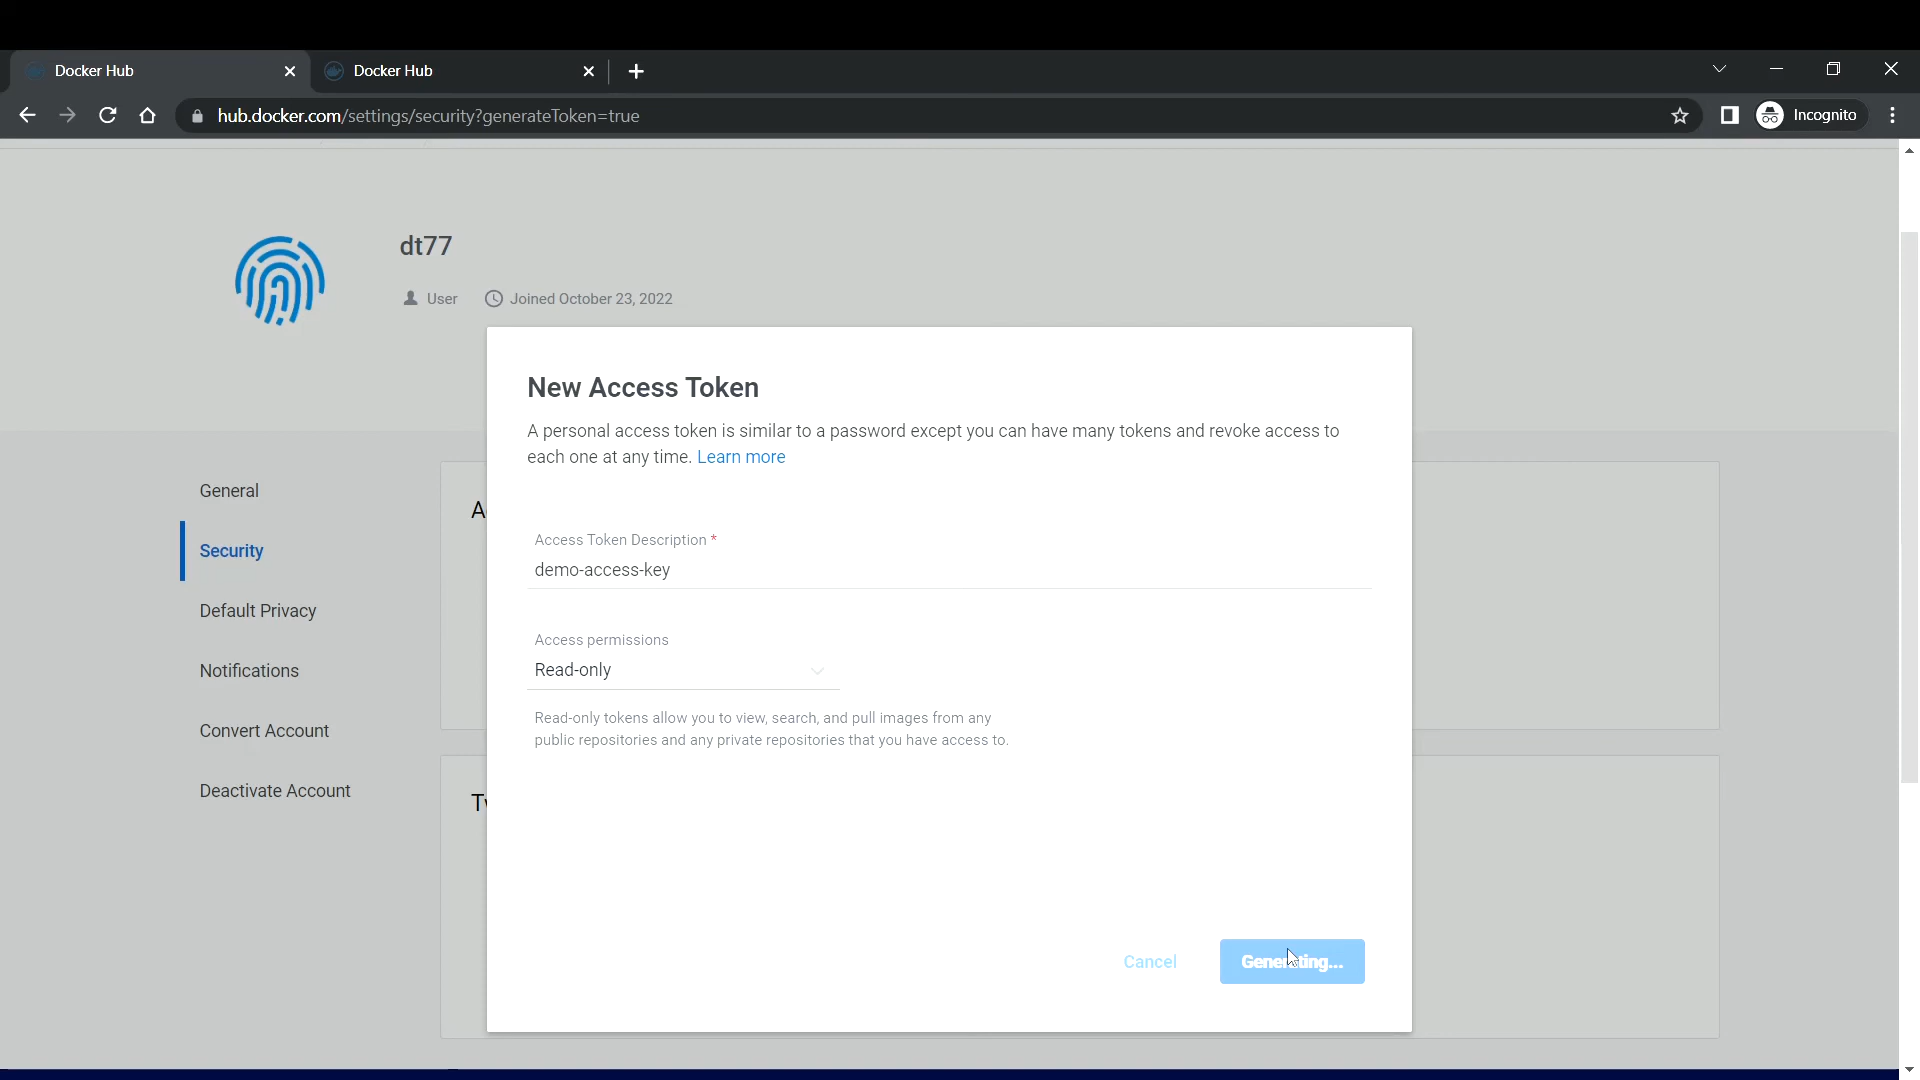 Docker Hub
Docker Hub
hub.docker.com/settings/security?generateToken=true
Incognito
dt77
User
Joined October 23, 2022
New Access Token
A personal access token is similar to a password except you can have many tokens and revoke access to
each one at any time. Learn more
General
A
Access Token Description *
Security
demo-access-key
Default Privacy
Access permissions
Notifications
Read-only
Read-only tokens allow you to view, search, and pull images from any
public repositories and any private repositories that you have access to.
Convert Account
Deactivate Account
Cancel
Generating...